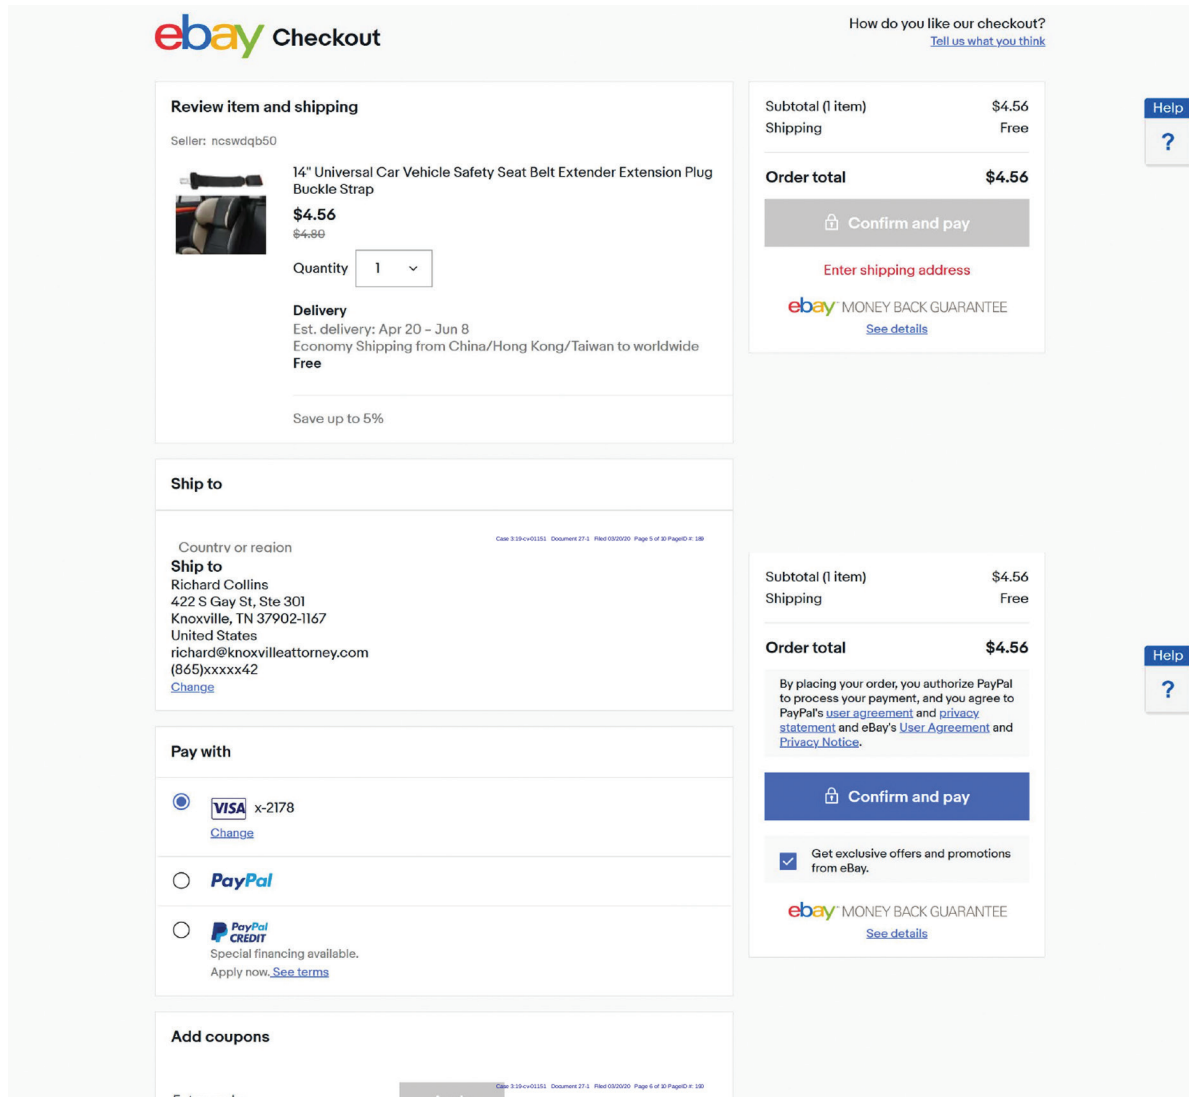 ebay Checkout
How do you like our checkout?
Tell us what you think
Review item and shipping
Seller: ncswdqb50
14" Universal Car Vehicle Safety Seat Belt Extender Extension Plug
Buckle Strap
$4.56
$4.80
Quantity 1
Delivery
Est. delivery: Apr 20 – Jun 8
Economy Shipping from China/Hong Kong/Taiwan to worldwide
Free
Save up to 5%
Subtotal (1 item) $4.56
Shipping Free
Order total $4.56
Confirm and pay
Enter shipping address
ebay MONEY BACK GUARANTEE
See details
Help
?
Ship to
Case 3:19-cv-01151 Document 27-1 Filed 03/20/20 Page 5 of 10 PageID #: 189
Country or region
Ship to
Richard Collins
422 S Gay St, Ste 301
Knoxville, TN 37902-1167
United States
richard@knoxvilleattorney.com
(865)xxxxx42
Change
Pay with
VISA x-2178
Change
PayPal
PayPal
CREDIT
Special financing available.
Apply now. See terms
Subtotal (1 item) $4.56
Shipping Free
Order total $4.56
By placing your order, you authorize PayPal
to process your payment, and you agree to
PayPal's user agreement and privacy
statement and eBay's User Agreement and
Privacy Notice.
Confirm and pay
Get exclusive offers and promotions
from eBay.
ebay MONEY BACK GUARANTEE
See details
Help
?
Add coupons
Case 3:19-cv-01151 Document 27-1 Filed 03/20/20 Page 6 of 10 PageID #: 190